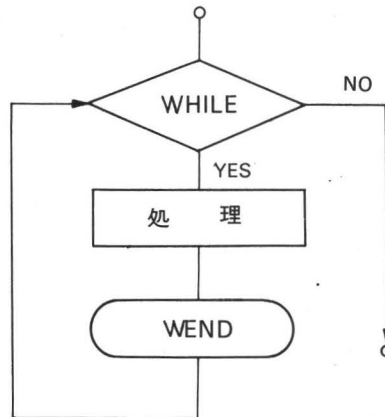 WHILE
NO
YES
処 理
WEND